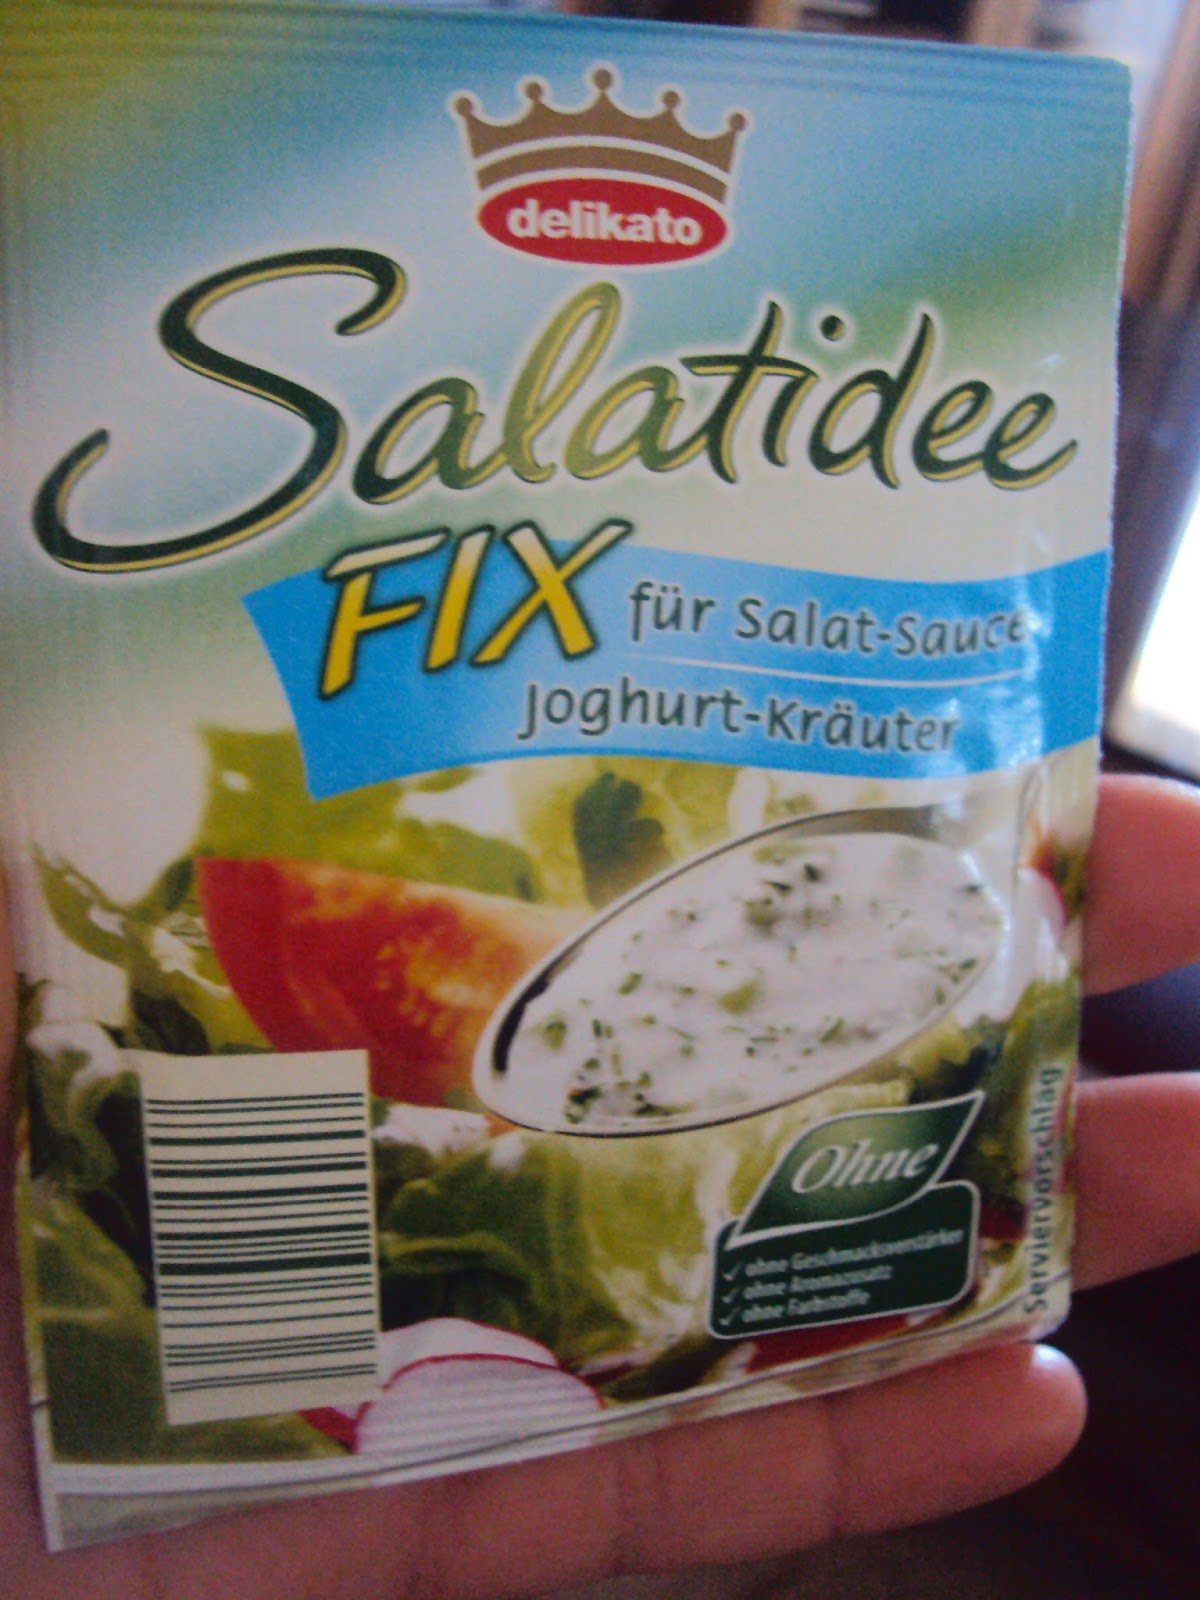 delikato
Salatidee
FIX für Salat-Sauce
Joghurt-Kräuter
Ohne
ohne Geschmacksverstärker
ohne Aromazusatz
ohne Farbstoffe
Serviervorschlag